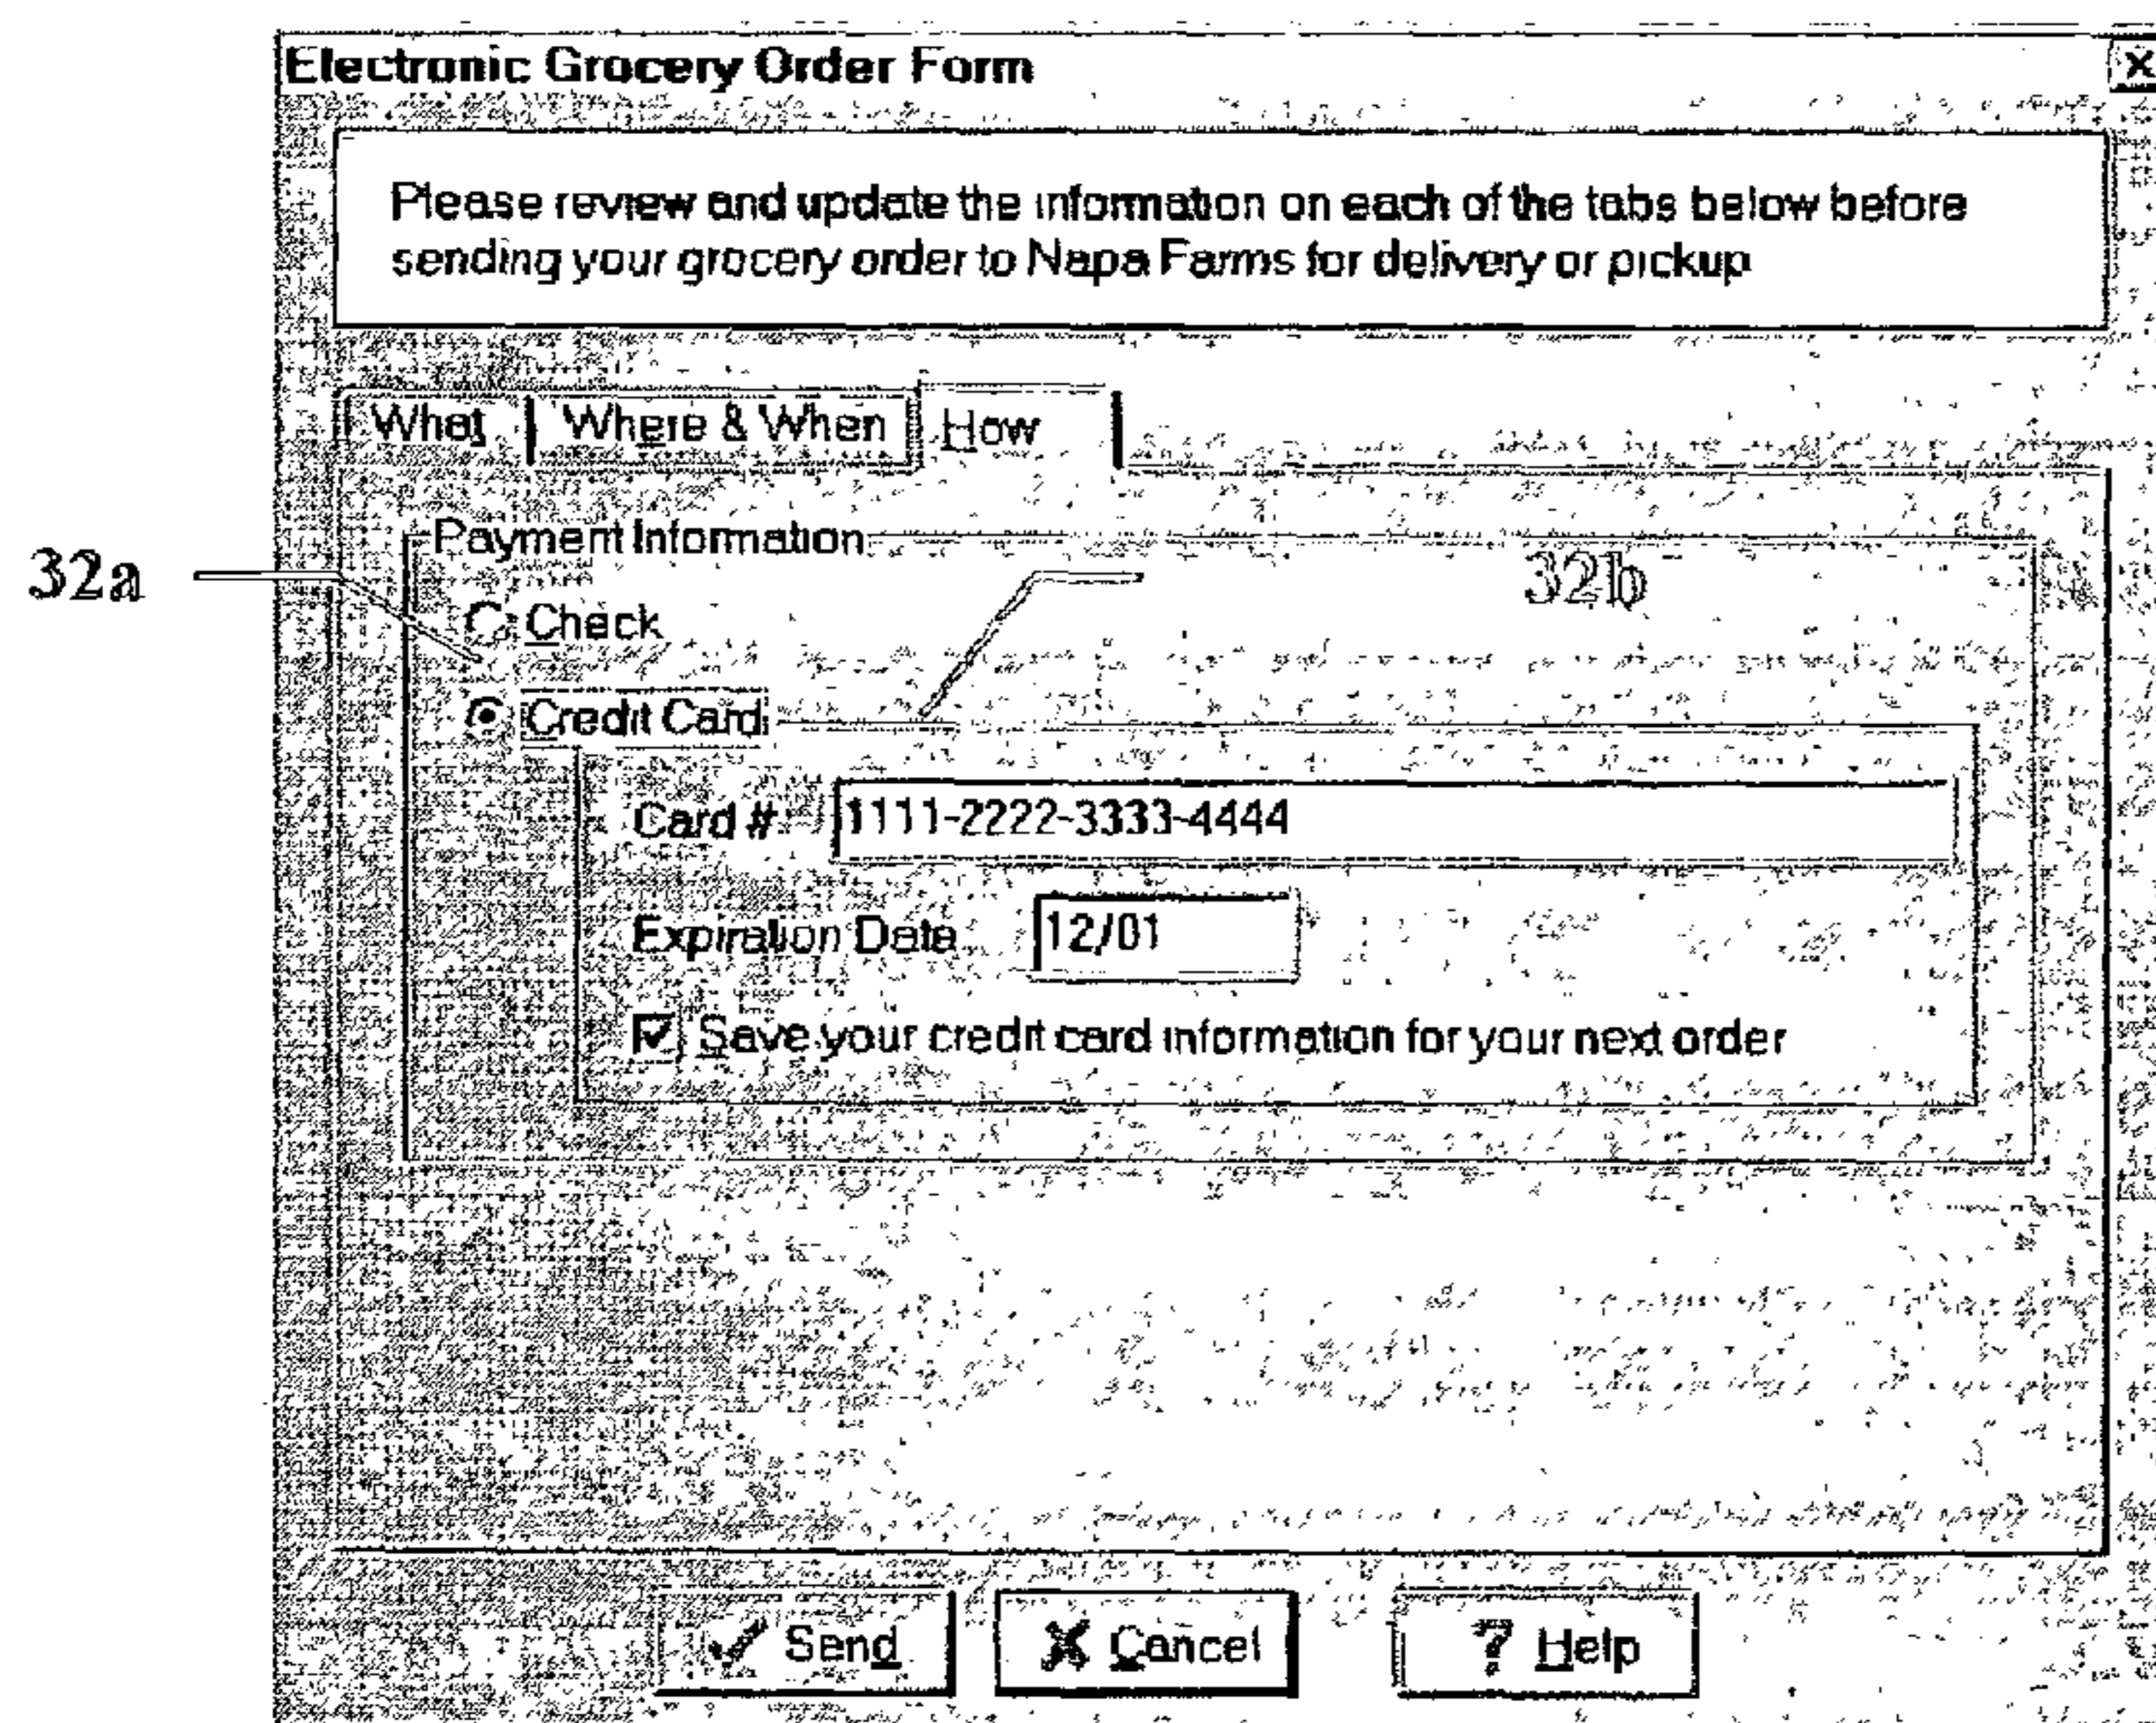 Electronic Grocery Order Form X
Please review and update the information on each of the tabs below before
sending your grocery order to Napa Farms for delivery or pickup
What Where & When How
Payment Information
32a 32b
Check
Credit Card
Card # 1111-2222-3333-4444
Expiration Date 12/01
Save your credit card information for your next order
Send Cancel ? Help